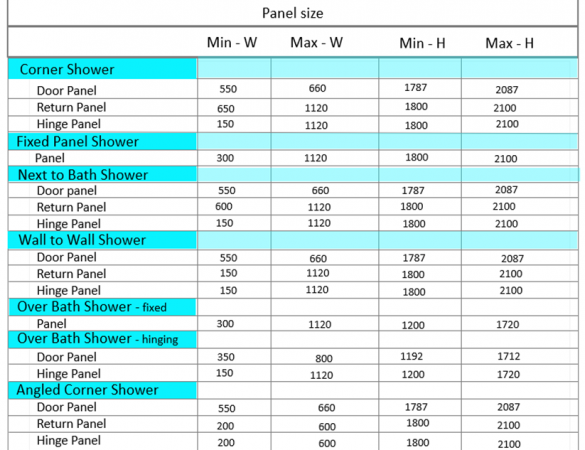 Panel size
Min - W Max - W Min - H Max - H
Corner Shower
Door Panel 550 660 1787 2087
Return Panel 650 1120 1800 2100
Hinge Panel 150 1120 1800 2100
Fixed Panel Shower
Panel 300 1120 1800 2100
Next to Bath Shower
Door panel 550 660 1787 2087
Return Panel 600 1120 1800 2100
Hinge Panel 150 1120 1800 2100
Wall to Wall Shower
Door Panel 550 660 1787 2087
Return Panel 150 1120 1800 2100
Hinge Panel 150 1120 1800 2100
Over Bath Shower - fixed
Panel 300 1120 1200 1720
Over Bath Shower - hinging
Door Panel 350 800 1192 1712
Hinge Panel 150 1120 1200 1720
Angled Corner Shower
Door Panel 550 660 1787 2087
Return Panel 200 600 1800 2100
Hinge Panel 200 600 1800 2100